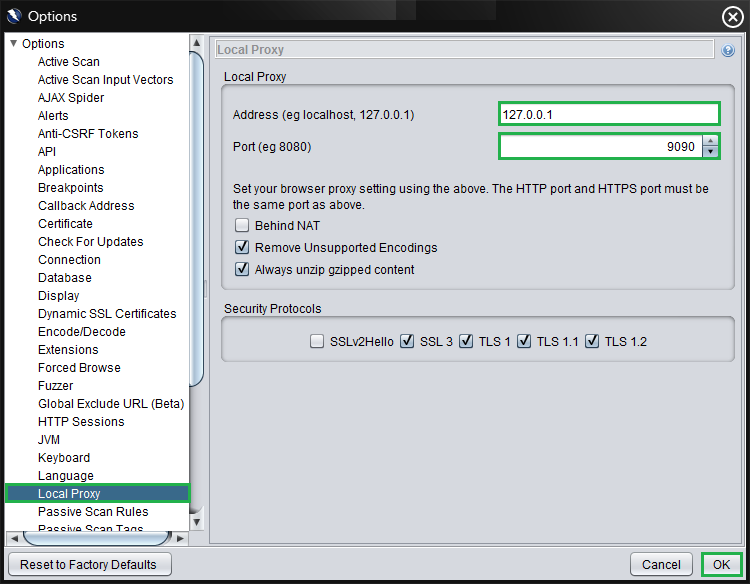 Options
Options
Active Scan
Active Scan Input Vectors
AJAX Spider
Alerts
Anti-CSRF Tokens
API
Applications
Breakpoints
Callback Address
Certificate
Check For Updates
Connection
Database
Display
Dynamic SSL Certificates
Encode/Decode
Extensions
Forced Browse
Fuzzer
Global Exclude URL (Beta)
HTTP Sessions
JVM
Keyboard
Language
Local Proxy
Passive Scan Rules
Passive Scan Tags
Local Proxy
Local Proxy
Address (eg localhost, 127.0.0.1)
127.0.0.1
Port (eg 8080)
9090
Set your browser proxy setting using the above. The HTTP port and HTTPS port must be
the same port as above.
Behind NAT
Remove Unsupported Encodings
Always unzip gzipped content
Security Protocols
SSLv2Hello SSL 3 TLS 1 TLS 1.1 TLS 1.2
Reset to Factory Defaults
Cancel
OK